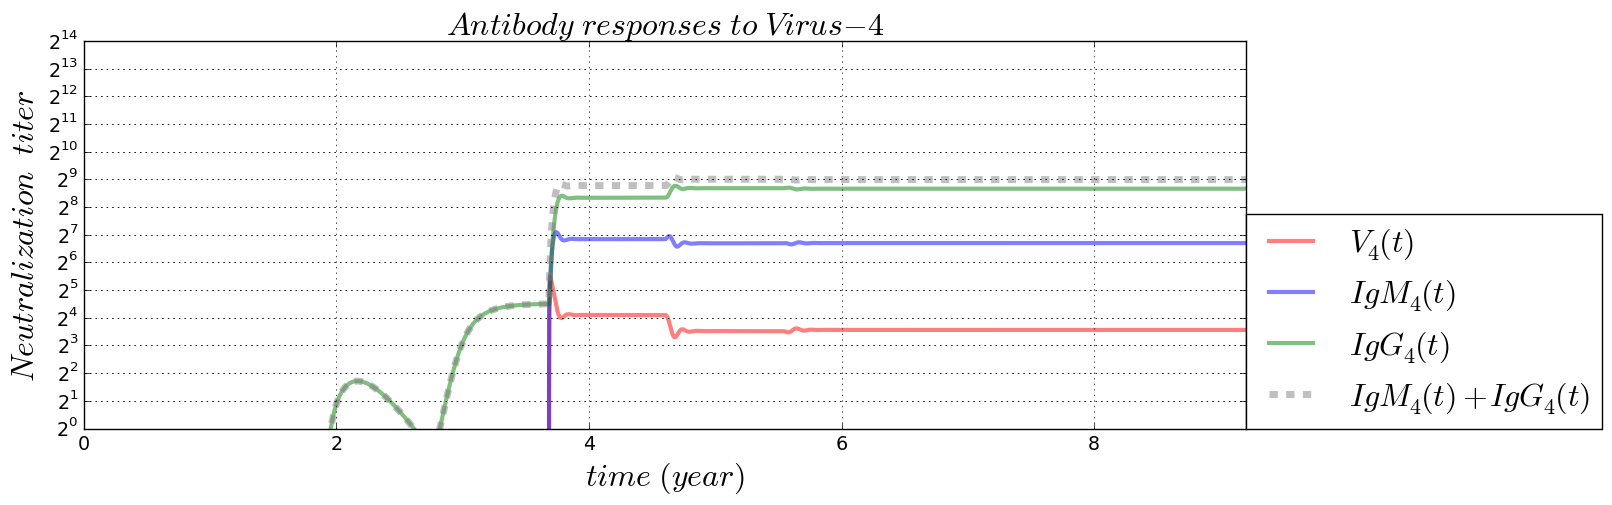 Antibody responses to Virus−4
2^14
2^13
2^12
2^11
2^10
2^9
2^8
2^7
2^6
2^5
2^4
2^3
2^2
2^1
2^0
Neutralization titer
0 2 4 6 8
time (year)
V_4(t)
IgM_4(t)
IgG_4(t)
IgM_4(t)+IgG_4(t)